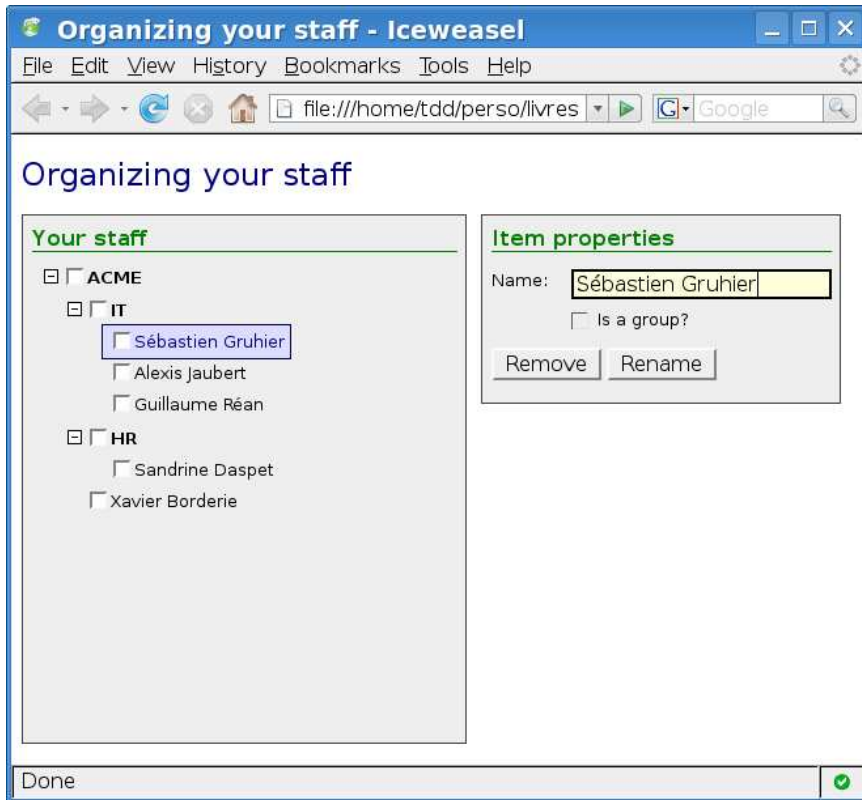 Organizing your staff - Iceweasel
File Edit View History Bookmarks Tools Help
file:///home/tdd/perso/livres G Google
Organizing your staff
Your staff
ACME
IT
Sébastien Gruhier
Alexis Jaubert
Guillaume Réan
HR
Sandrine Daspet
Xavier Borderie
Item properties
Name: Sébastien Gruhier
Is a group?
Remove Rename
Done